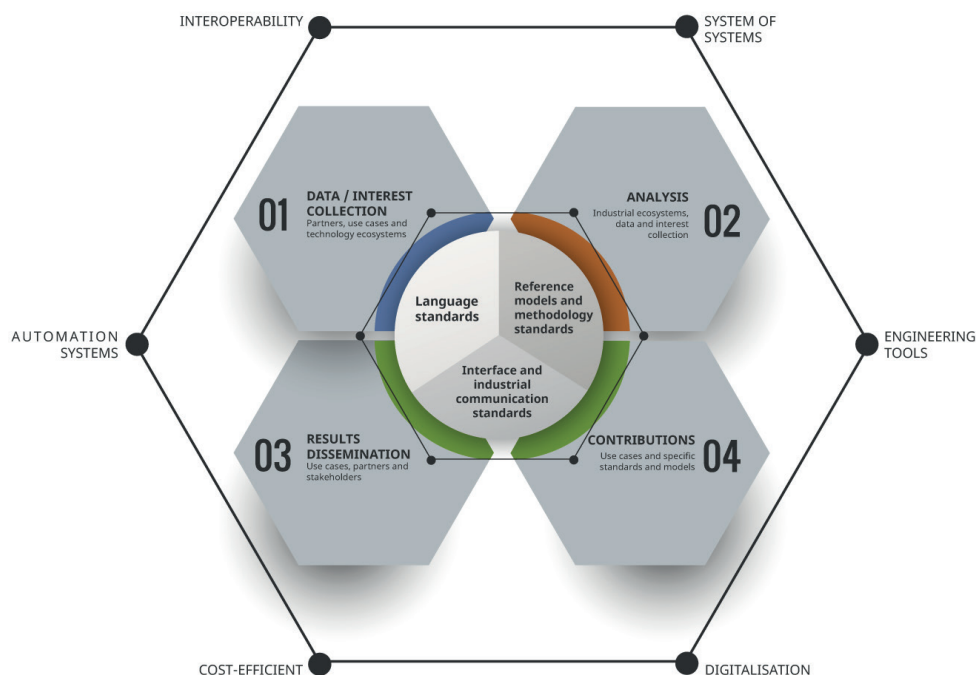 INTEROPERABILITY
SYSTEM OF
SYSTEMS
01
DATA / INTEREST
COLLECTION
Partners, use cases and
technology ecosystems
ANALYSIS
Industrial ecosystems,
data and interest
collection
02
Language
standards
Reference
models and
methodology
standards
Interface and
industrial
communication
standards
AUTOMATION
SYSTEMS
ENGINEERING
TOOLS
03
RESULTS
DISSEMINATION
Use cases, partners and
stakeholders
CONTRIBUTIONS
Use cases and specific
standards and models
04
COST-EFFICIENT
DIGITALISATION